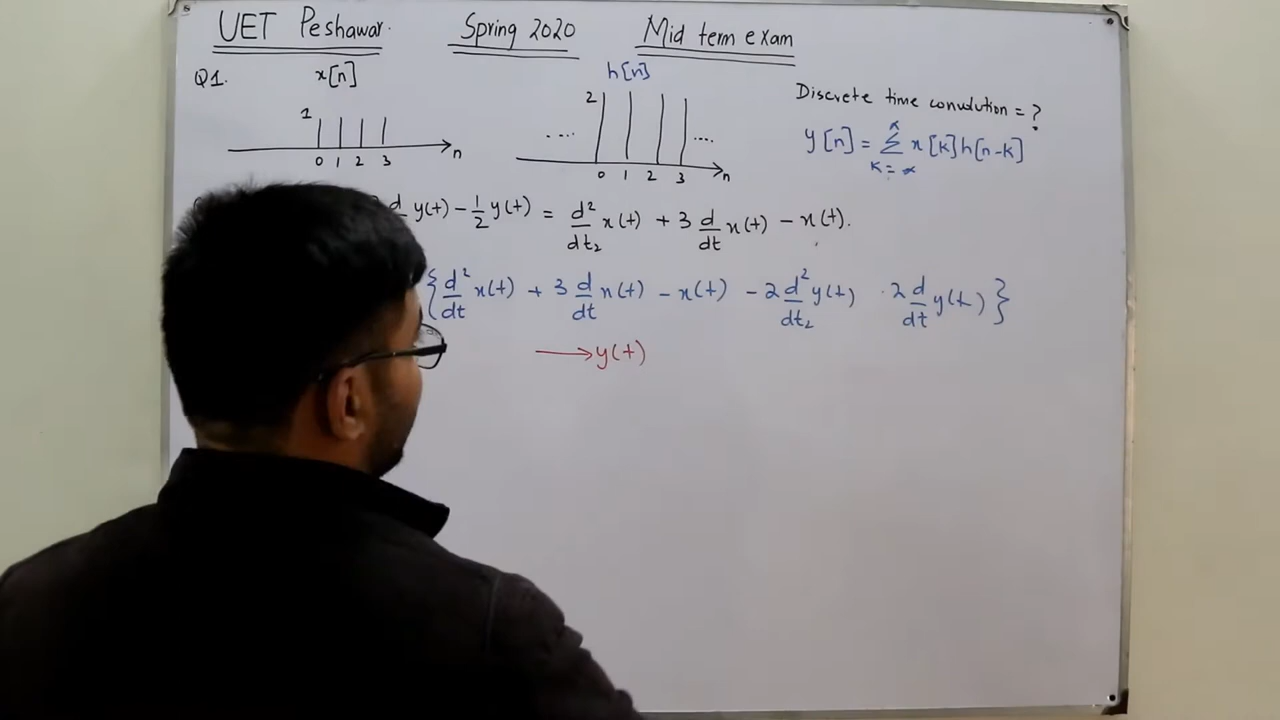 UET Peshawar. Spring 2020 Mid term exam
Q1. x[n] h[n]
Discrete time convolution = ?
1 0 1 2 3 n
2 .... .... 0 1 2 3 n
y[n] = ∑ k=-∞ ∞ x[k]h[n-k]
d/dt y(t) - 1/2 y(t) = d²/dt₂ x(t) + 3 d/dt x(t) - x(t).
{d²/dt x(t) + 3 d/dt x(t) - x(t) - 2 d²/dt₂ y(t) · 2 d/dt y(t)}
→ y(t)